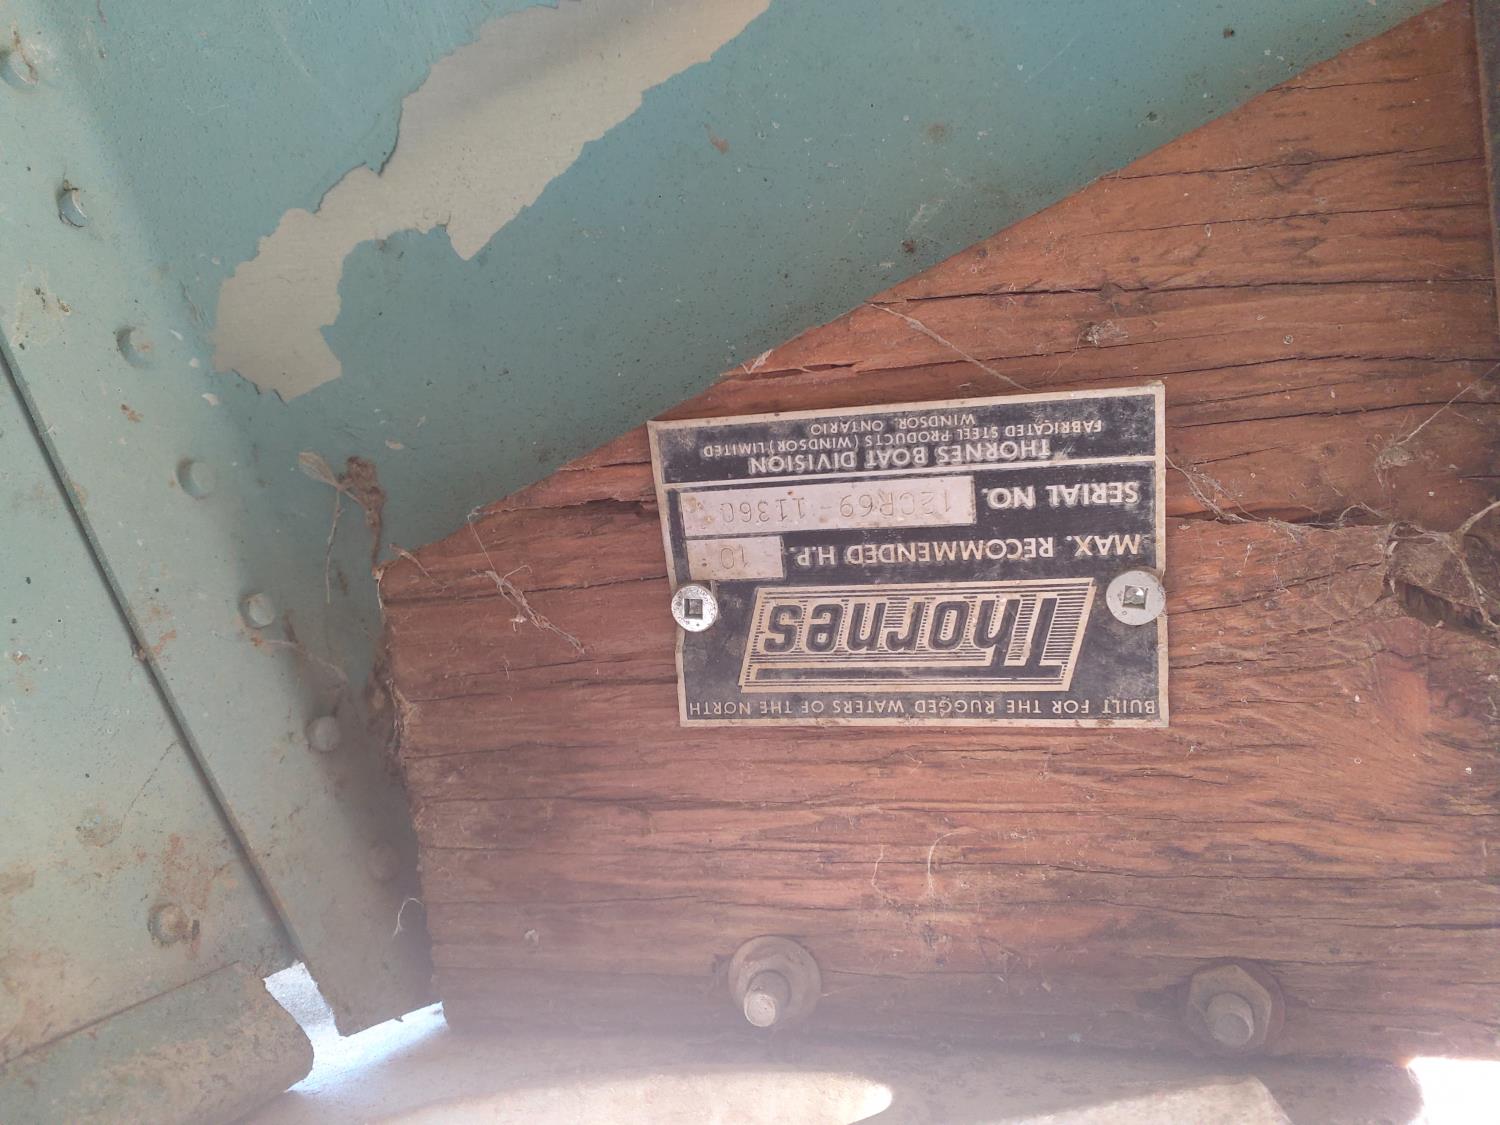 BUILT FOR THE RUGGED WATERS OF THE NORTH
Thornes
MAX. RECOMMENDED H.P. 10
SERIAL NO. 12CR69-11360
THORNES BOAT DIVISION
FABRICATED STEEL PRODUCTS (WINDSOR) LIMITED
WINDSOR, ONTARIO